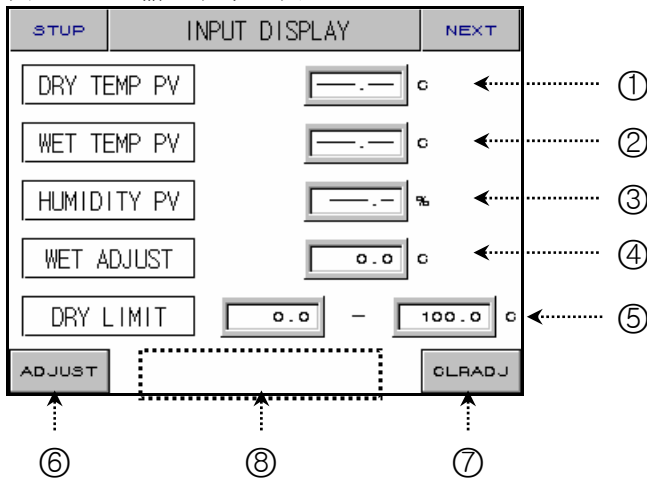 STUP INPUT DISPLAY NEXT
DRY TEMP PV --.- C ①
WET TEMP PV --.- C ②
HUMIDITY PV --.- % ③
WET ADJUST 0.0 C ④
DRY LIMIT 0.0 - 100.0 C ⑤
ADJUST CLRADJ
⑥ ⑧ ⑦